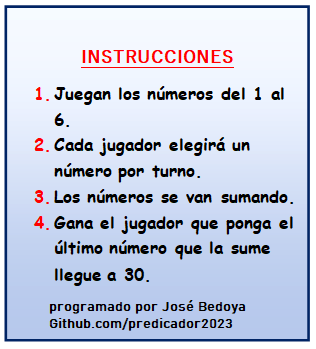 INSTRUCCIONES
1. Juegan los números del 1 al
6.
2. Cada jugador elegirá un
número por turno.
3. Los números se van sumando.
4. Gana el jugador que ponga el
último número que la sume
llegue a 30.
programado por José Bedoya
Github.com/predicador2023